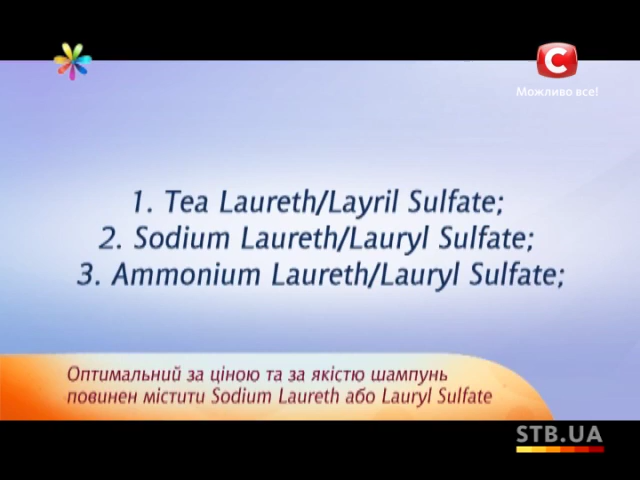 С
Можливо все!
1. Tea Laureth/Layril Sulfate;
2. Sodium Laureth/Lauryl Sulfate;
3. Ammonium Laureth/Lauryl Sulfate;
Оптимальний за ціною та за якістю шампунь
повинен містити Sodium Laureth або Lauryl Sulfate
STB.UA